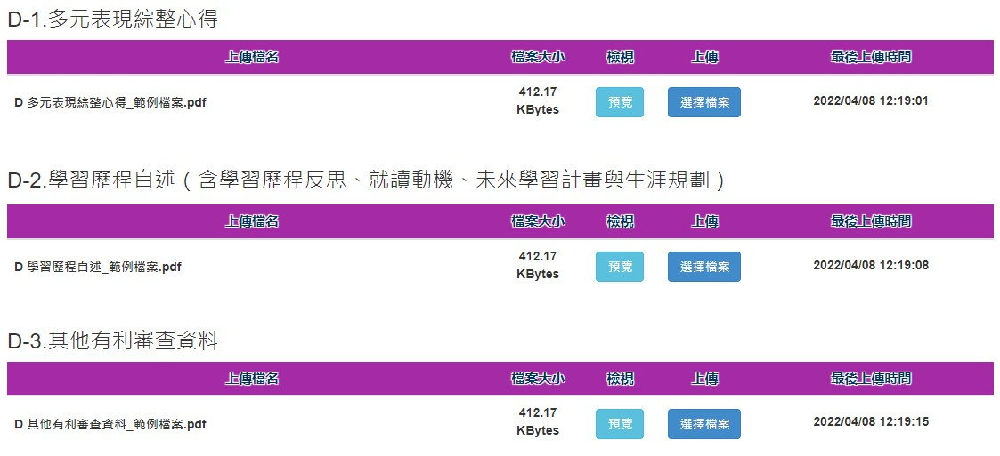 D-1.多元表現綜整心得
上傳檔名 檔案大小 檢視 上傳 最後上傳時間
D 多元表現綜整心得_範例檔案.pdf 412.17 KBytes 預覽 選擇檔案 2022/04/08 12:19:01
D-2.學習歷程自述（含學習歷程反思、就讀動機、未來學習計畫與生涯規劃）
上傳檔名 檔案大小 檢視 上傳 最後上傳時間
D 學習歷程自述_範例檔案.pdf 412.17 KBytes 預覽 選擇檔案 2022/04/08 12:19:08
D-3.其他有利審查資料
上傳檔名 檔案大小 檢視 上傳 最後上傳時間
D 其他有利審查資料_範例檔案.pdf 412.17 KBytes 預覽 選擇檔案 2022/04/08 12:19:15